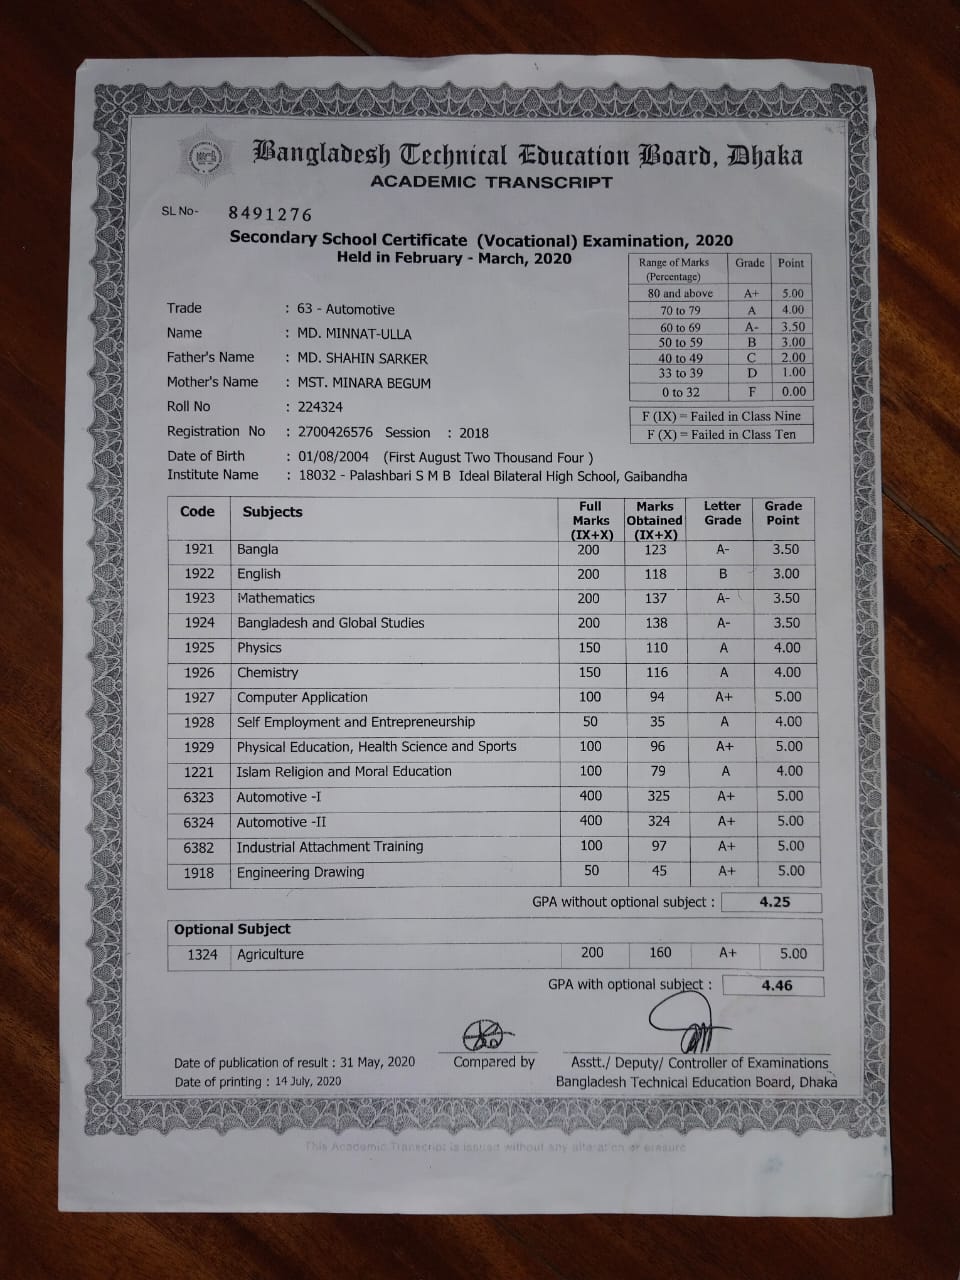 Bangladesh Technical Education Board, Dhaka
ACADEMIC TRANSCRIPT
SL No- 8491276
Secondary School Certificate (Vocational) Examination, 2020
Held in February - March, 2020
Range of Marks (Percentage) Grade Point
80 and above A+ 5.00
70 to 79 A 4.00
60 to 69 A- 3.50
50 to 59 B 3.00
40 to 49 C 2.00
33 to 39 D 1.00
0 to 32 F 0.00
F (IX) = Failed in Class Nine
F (X) = Failed in Class Ten
Trade : 63 - Automotive
Name : MD. MINNAT-ULLA
Father's Name : MD. SHAHIN SARKER
Mother's Name : MST. MINARA BEGUM
Roll No : 224324
Registration No : 2700426576 Session : 2018
Date of Birth : 01/08/2004 (First August Two Thousand Four )
Institute Name : 18032 - Palashbari S M B Ideal Bilateral High School, Gaibandha
Code Subjects Full Marks (IX+X) Marks Obtained (IX+X) Letter Grade Grade Point
1921 Bangla 200 123 A- 3.50
1922 English 200 118 B 3.00
1923 Mathematics 200 137 A- 3.50
1924 Bangladesh and Global Studies 200 138 A- 3.50
1925 Physics 150 110 A 4.00
1926 Chemistry 150 116 A 4.00
1927 Computer Application 100 94 A+ 5.00
1928 Self Employment and Entrepreneurship 50 35 A 4.00
1929 Physical Education, Health Science and Sports 100 96 A+ 5.00
1221 Islam Religion and Moral Education 100 79 A 4.00
6323 Automotive -I 400 325 A+ 5.00
6324 Automotive -II 400 324 A+ 5.00
6382 Industrial Attachment Training 100 97 A+ 5.00
1918 Engineering Drawing 50 45 A+ 5.00
GPA without optional subject : 4.25
Optional Subject
1324 Agriculture 200 160 A+ 5.00
GPA with optional subject : 4.46
Date of publication of result : 31 May, 2020
Date of printing : 14 July, 2020
Compared by
Asstt./ Deputy/ Controller of Examinations
Bangladesh Technical Education Board, Dhaka
This Academic Transcript is issued without any alteration or erasure